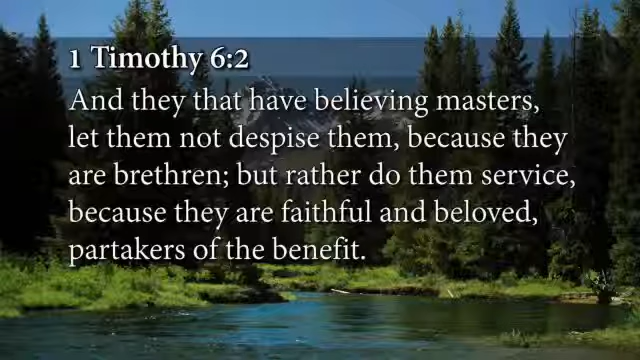 1 Timothy 6:2
And they that have believing masters,
let them not despise them, because they
are brethren; but rather do them service,
because they are faithful and beloved,
partakers of the benefit.